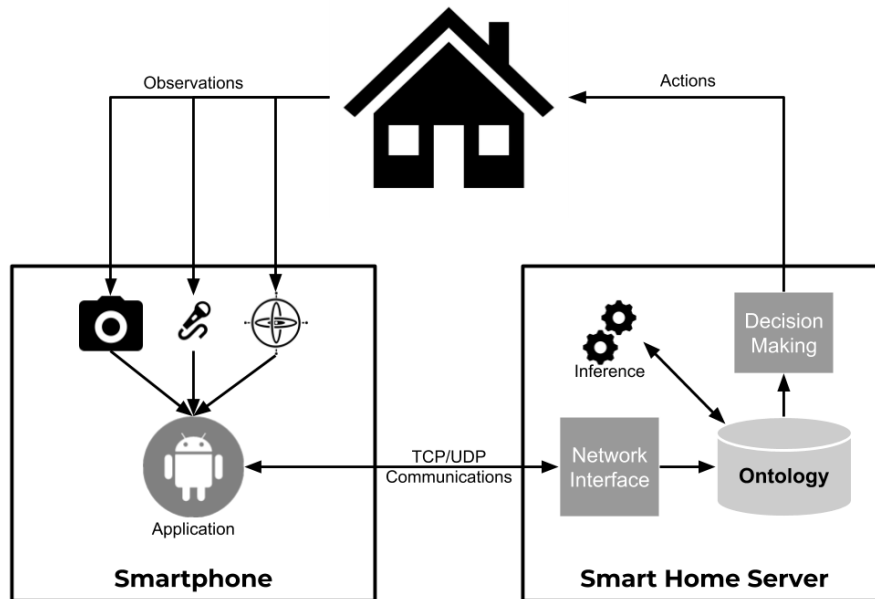 Observations
Actions
Decision
Making
Inference
TCP/UDP
Communications
Network
Interface
Ontology
Application
Smartphone
Smart Home Server